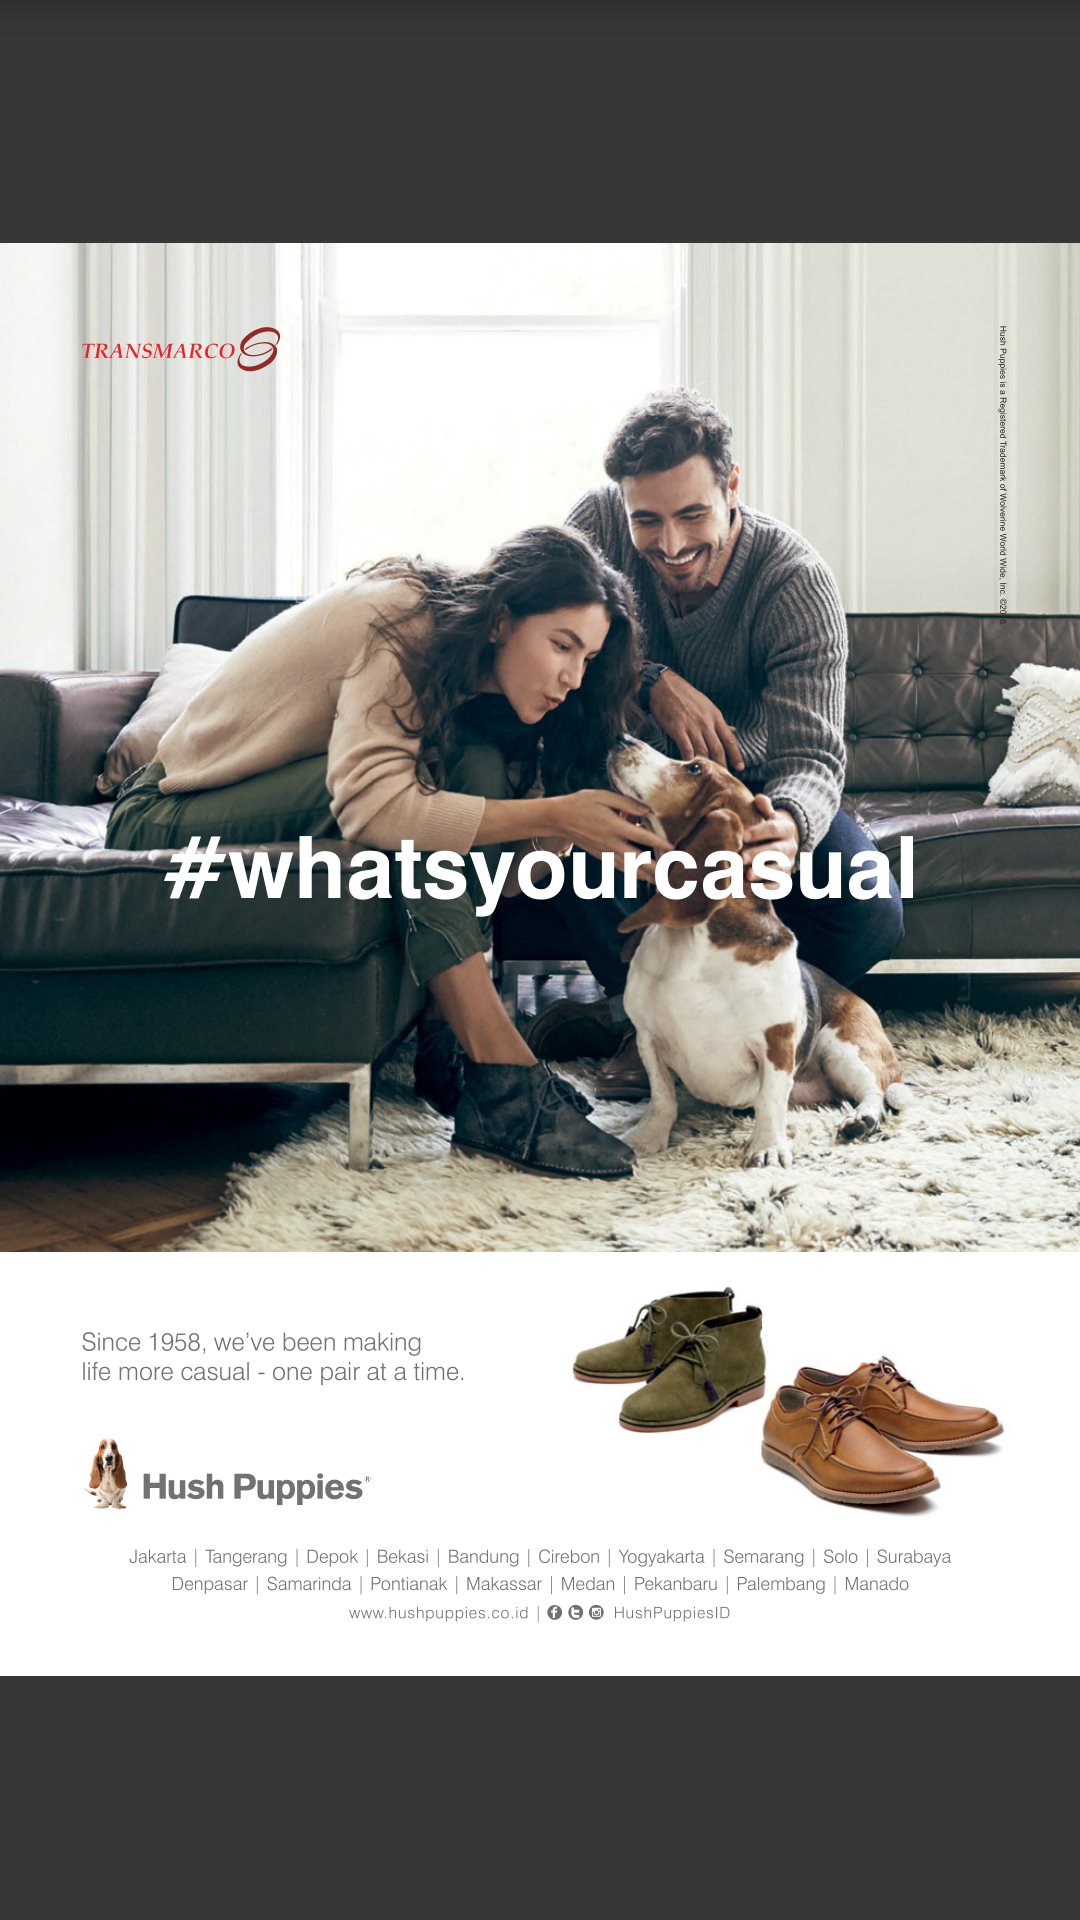 TRANSMARCO
Hush Puppies is a Registered Trademark of Wolverine World Wide, Inc.
#whatsyourcasual
Since 1958, we've been making
life more casual - one pair at a time.
Hush Puppies®
Jakarta | Tangerang | Depok | Bekasi | Bandung | Cirebon | Yogyakarta | Semarang | Solo | Surabaya
Denpasar | Samarinda | Pontianak | Makassar | Medan | Pekanbaru | Palembang | Manado
www.hushpuppies.co.id | HushPuppiesID